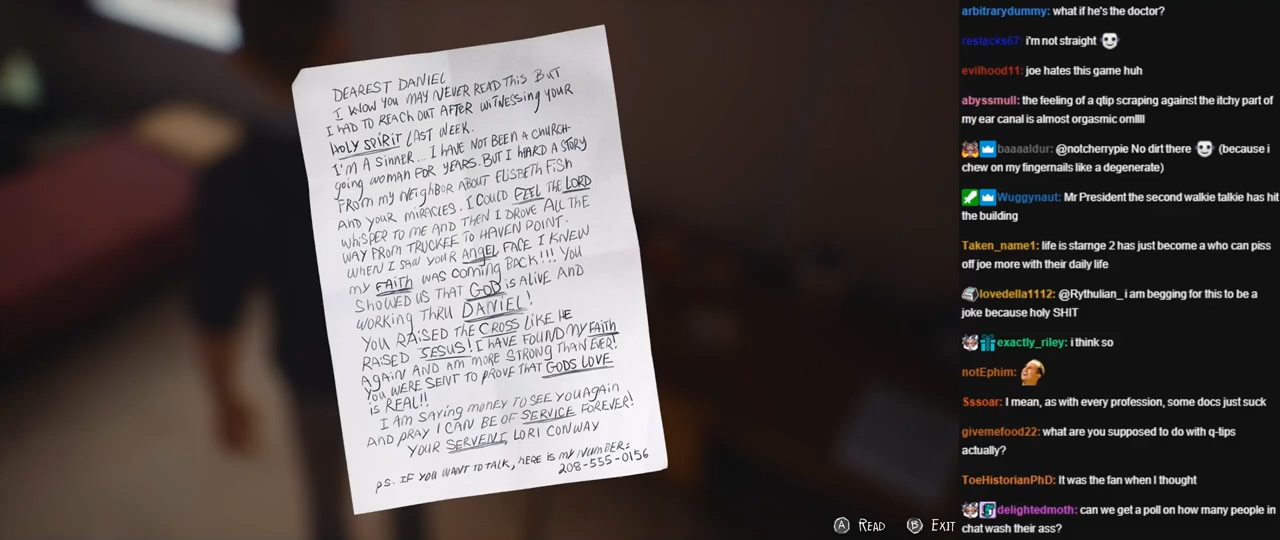 DEAREST DANIEL
I KNOW YOU MAY NEVER READ THIS BUT
I HAD TO REACH OUT AFTER WITNESSING YOUR
HOLY SPIRIT LAST WEEK.
I'M A SINNER... I HAVE NOT BEEN A CHURCH-
going WOMAN FOR YEARS. BUT I HEARD A STORY
FROM my NEIGHBOR ABOUT ELISBETH FISH
AND YOUR MIRACLES. I COULD FEEL THE LORD
WHISPER TO ME AND THEN I DROVE ALL THE
WAY FROM TRUCKEE TO HAVEN POINT.
WHEN I SAW YOUR ANGEL FACE I KNEW
my FAITH WAS COMING BACK!!! YOU
SHOWED US THAT GOD IS ALIVE AND
WORKING THRU DANIEL!
YOU RAISED THE CROSS LIKE HE
RAISED JESUS! I HAVE FOUND MY FAITH
AGAIN AND AM MORE STRONG THAN EVER!
YOU WERE SENT TO PROVE THAT GODS LOVE
is REAL!!
I AM SAVING MONEY TO SEE YOU AGAIN
AND PRAY I CAN BE OF SERVICE FOREVER!
YOUR SERVENT, LORI CONWAY
PS. IF YOU WANT TO TALK, HERE IS MY NUMBER:
208-555-0156
A READ B EXIT
arbitrarydummy: what if he's the doctor?
restacks67: i'm not straight
evilhood11: joe hates this game huh
abyssmull: the feeling of a qtip scraping against the itchy part of
my ear canal is almost orgasmic omllll
baaaaldur: @notcherrypie No dirt there (because i
chew on my fingernails like a degenerate)
Wuggynaut: Mr President the second walkie talkie has hit
the building
Taken_name1: life is starnge 2 has just become a who can piss
off joe more with their daily life
lovedella1112: @Rythulian_ i am begging for this to be a
joke because holy SHIT
exactly_riley: i think so
notEphim:
Sssoar: I mean, as with every profession, some docs just suck
givemefood22: what are you supposed to do with q-tips
actually?
ToeHistorianPhD: It was the fan when I thought
delightedmoth: can we get a poll on how many people in
chat wash their ass?